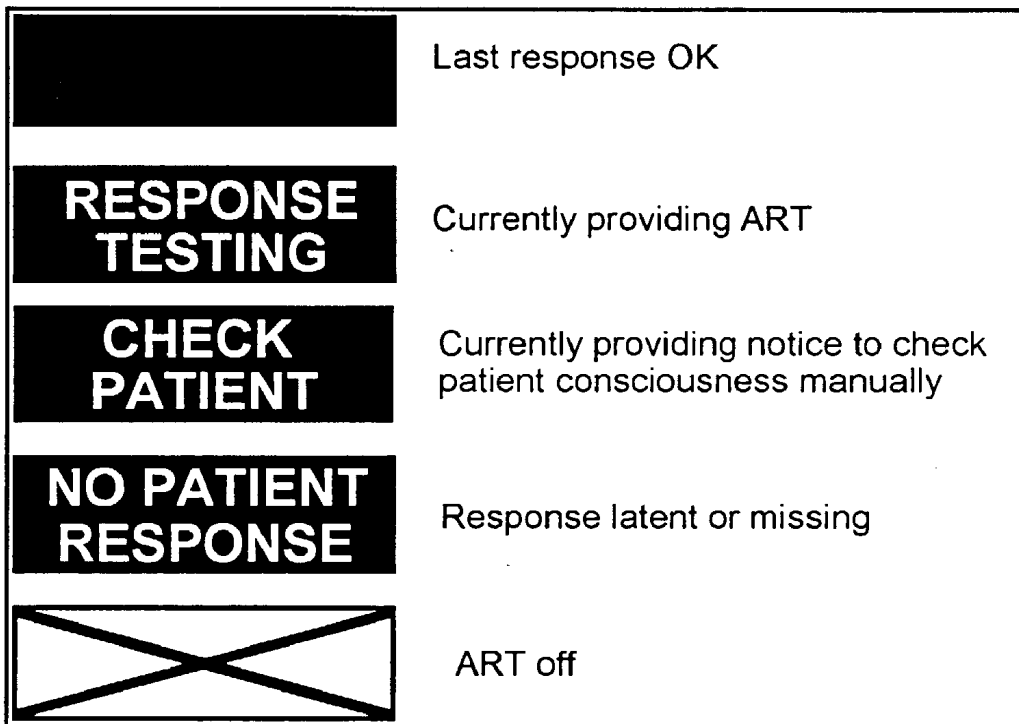 Last response OK
RESPONSE
TESTING
Currently providing ART
CHECK
PATIENT
Currently providing notice to check
patient consciousness manually
NO PATIENT
RESPONSE
Response latent or missing
ART off